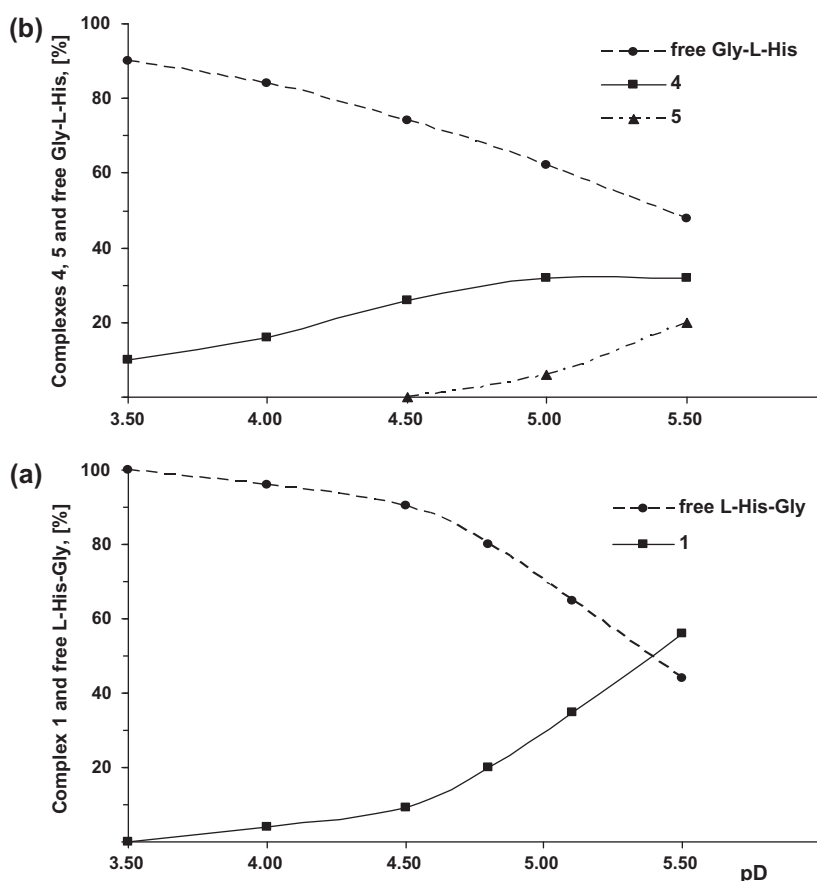 (b)
Complexes 4, 5 and free Gly-L-His, [%]
100
80
60
40
20
free Gly-L-His
4
5
3.50 4.00 4.50 5.00 5.50
(a)
Complex 1 and free L-His-Gly, [%]
100
80
60
40
20
free L-His-Gly
1
3.50 4.00 4.50 5.00 5.50
pD